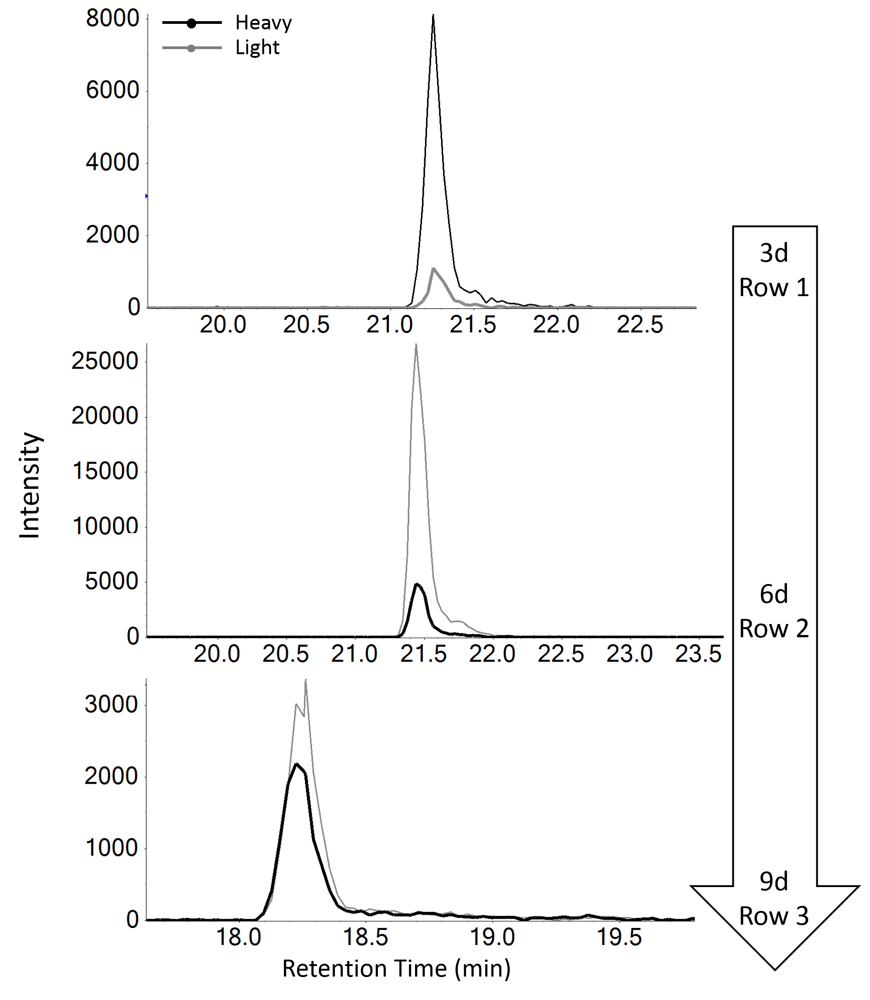 Heavy
Light
8000
6000
4000
2000
0
20.0 20.5 21.0 21.5 22.0 22.5
3d
Row 1
25000
20000
15000
10000
5000
0
20.0 20.5 21.0 21.5 22.0 22.5 23.0 23.5
6d
Row 2
Intensity
3000
2000
1000
0
18.0 18.5 19.0 19.5
9d
Row 3
Retention Time (min)